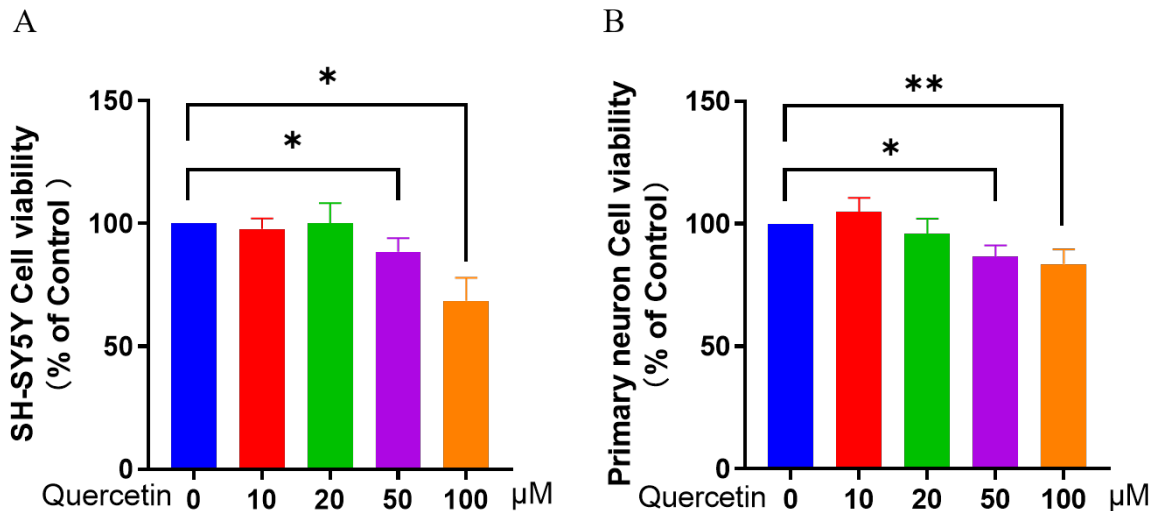 A
SH-SY5Y Cell viability
(% of Control )
150
100
50
0
*
*
Quercetin 0 10 20 50 100 μM
B
Primary neuron Cell viability
(% of Control)
150
100
50
0
**
*
Quercetin 0 10 20 50 100 μM